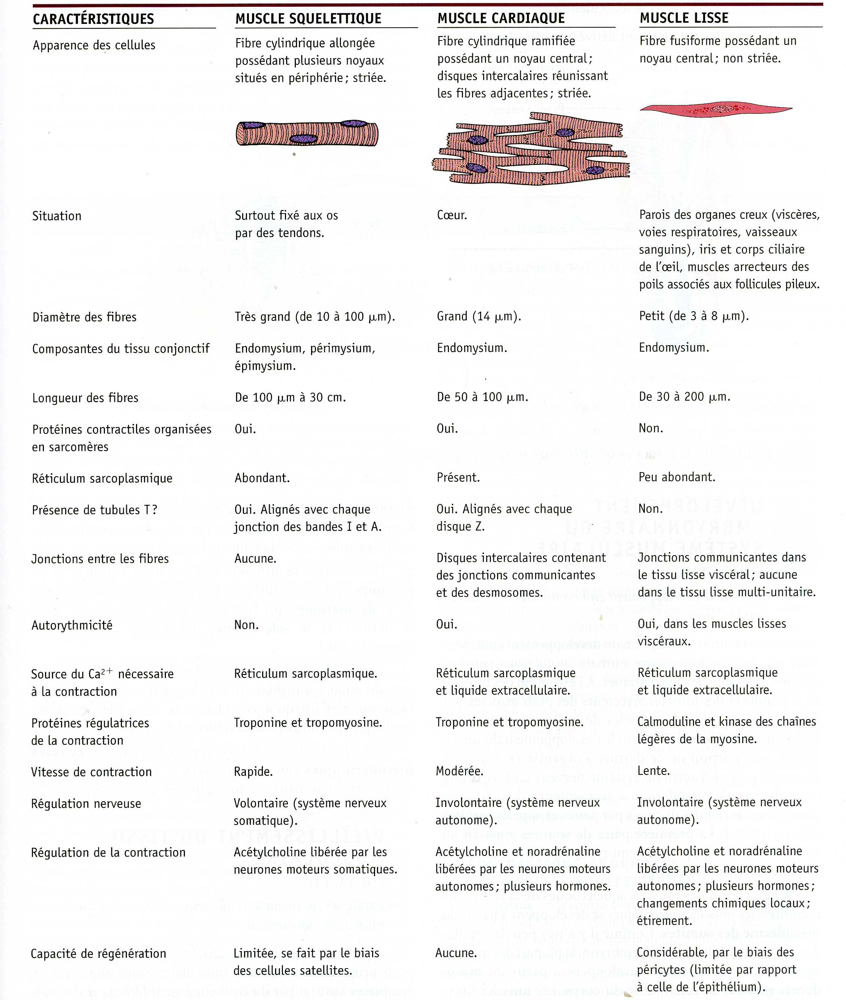 CARACTÉRISTIQUES
MUSCLE SQUELETTIQUE
MUSCLE CARDIAQUE
MUSCLE LISSE
Apparence des cellules
Fibre cylindrique allongée
possédant plusieurs noyaux
situés en périphérie ; striée.
Fibre cylindrique ramifiée
possédant un noyau central ;
disques intercalaires réunissant
les fibres adjacentes ; striée.
Fibre fusiforme possédant un
noyau central ; non striée.
Situation
Surtout fixé aux os
par des tendons.
Cœur.
Parois des organes creux (viscères,
voies respiratoires, vaisseaux
sanguins), iris et corps ciliaire
de l'œil, muscles arrecteurs des
poils associés aux follicules pileux.
Diamètre des fibres
Très grand (de 10 à 100 µm).
Grand (14 µm).
Petit (de 3 à 8 µm).
Composantes du tissu conjonctif
Endomysium, périmysium,
épimysium.
Endomysium.
Endomysium.
Longueur des fibres
De 100 µm à 30 cm.
De 50 à 100 µm.
De 30 à 200 µm.
Protéines contractiles organisées
en sarcomères
Oui.
Oui.
Non.
Réticulum sarcoplasmique
Abondant.
Présent.
Peu abondant.
Présence de tubules T ?
Oui. Alignés avec chaque
jonction des bandes I et A.
Oui. Alignés avec chaque
disque Z.
Non.
Jonctions entre les fibres
Aucune.
Disques intercalaires contenant
des jonctions communicantes
et des desmosomes.
Jonctions communicantes dans
le tissu lisse viscéral ; aucune
dans le tissu lisse multi-unitaire.
Autorythmicité
Non.
Oui.
Oui, dans les muscles lisses
viscéraux.
Source du Ca²⁺ nécessaire
à la contraction
Réticulum sarcoplasmique.
Réticulum sarcoplasmique
et liquide extracellulaire.
Réticulum sarcoplasmique
et liquide extracellulaire.
Protéines régulatrices
de la contraction
Troponine et tropomyosine.
Troponine et tropomyosine.
Calmoduline et kinase des chaînes
légères de la myosine.
Vitesse de contraction
Rapide.
Modérée.
Lente.
Régulation nerveuse
Volontaire (système nerveux
somatique).
Involontaire (système nerveux
autonome).
Involontaire (système nerveux
autonome).
Régulation de la contraction
Acétylcholine libérée par les
neurones moteurs somatiques.
Acétylcholine et noradrénaline
libérées par les neurones moteurs
autonomes ; plusieurs hormones.
Acétylcholine et noradrénaline
libérées par les neurones moteurs
autonomes ; plusieurs hormones ;
changements chimiques locaux ;
étirement.
Capacité de régénération
Limitée, se fait par le biais
des cellules satellites.
Aucune.
Considérable, par le biais des
péricytes (limitée par rapport
à celle de l'épithélium).